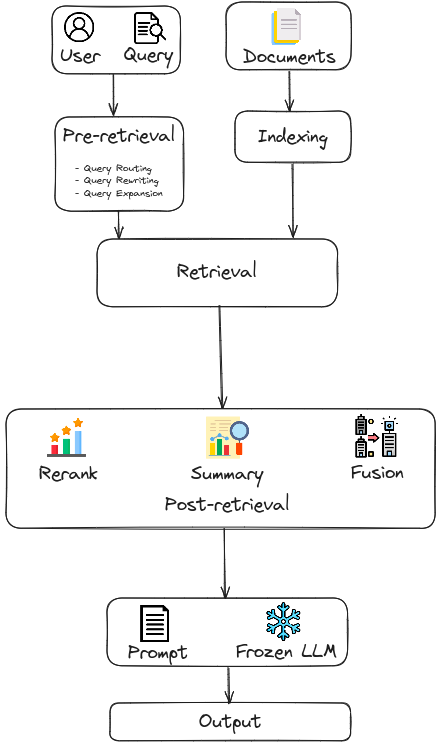 User Query
Documents
Pre-retrieval
- Query Routing
- Query Rewriting
- Query Expansion
Indexing
Retrieval
Rerank
Summary
Fusion
Post-retrieval
Prompt
Frozen LLM
Output